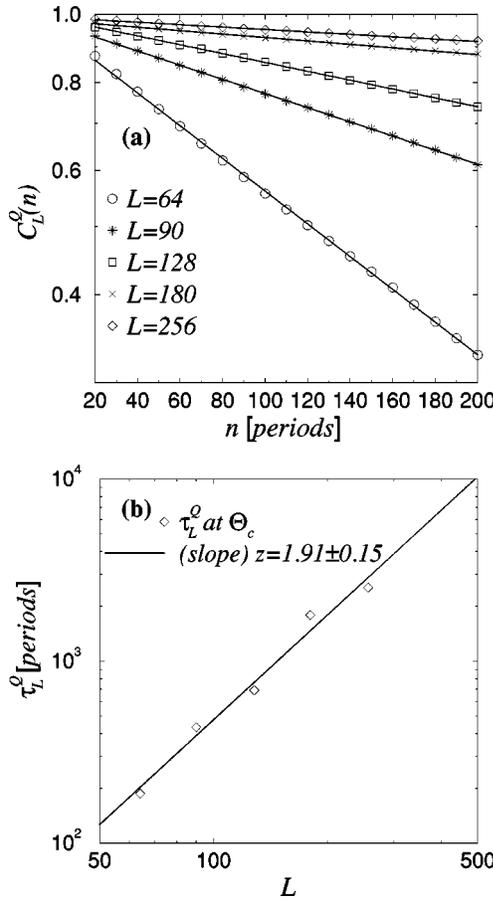 1.0
0.8
0.6
0.4
C_L^Q(n)
(a)
L=64
L=90
L=128
L=180
L=256
20 40 60 80 100 120 140 160 180 200
n [periods]
10^4
10^3
10^2
τ_L^Q [periods]
(b)
τ_L^Q at Θ_c
(slope) z=1.91±0.15
50 100 500
L